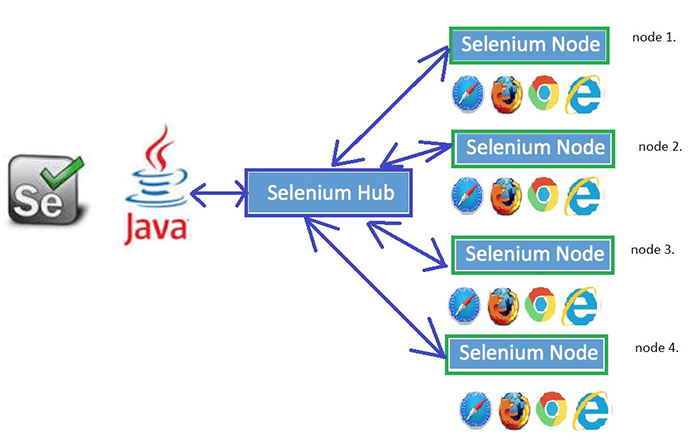 Selenium Node
node 1.
Selenium Node
node 2.
Se
Java
Selenium Hub
Selenium Node
node 3.
Selenium Node
node 4.